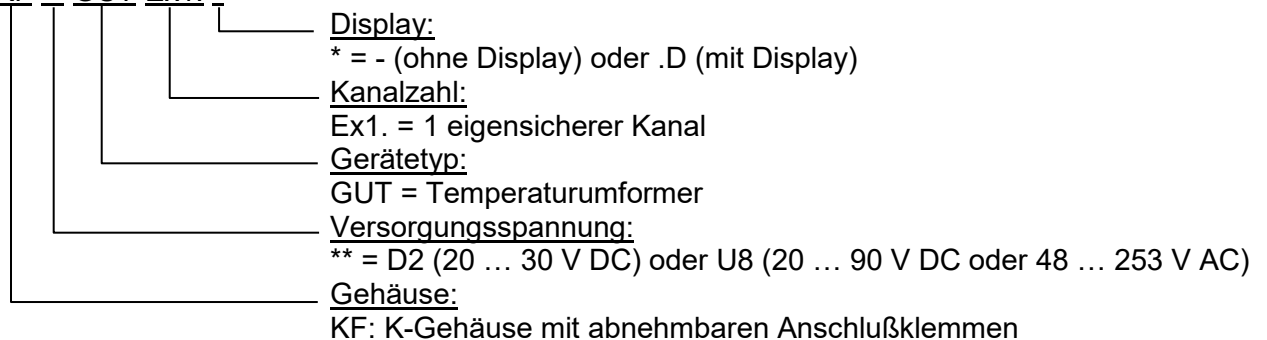 Display:
* = - (ohne Display) oder .D (mit Display)
Kanalzahl:
Ex1. = 1 eigensicherer Kanal
Gerätetyp:
GUT = Temperaturumformer
Versorgungsspannung:
** = D2 (20 … 30 V DC) oder U8 (20 … 90 V DC oder 48 … 253 V AC)
Gehäuse:
KF: K-Gehäuse mit abnehmbaren Anschlußklemmen